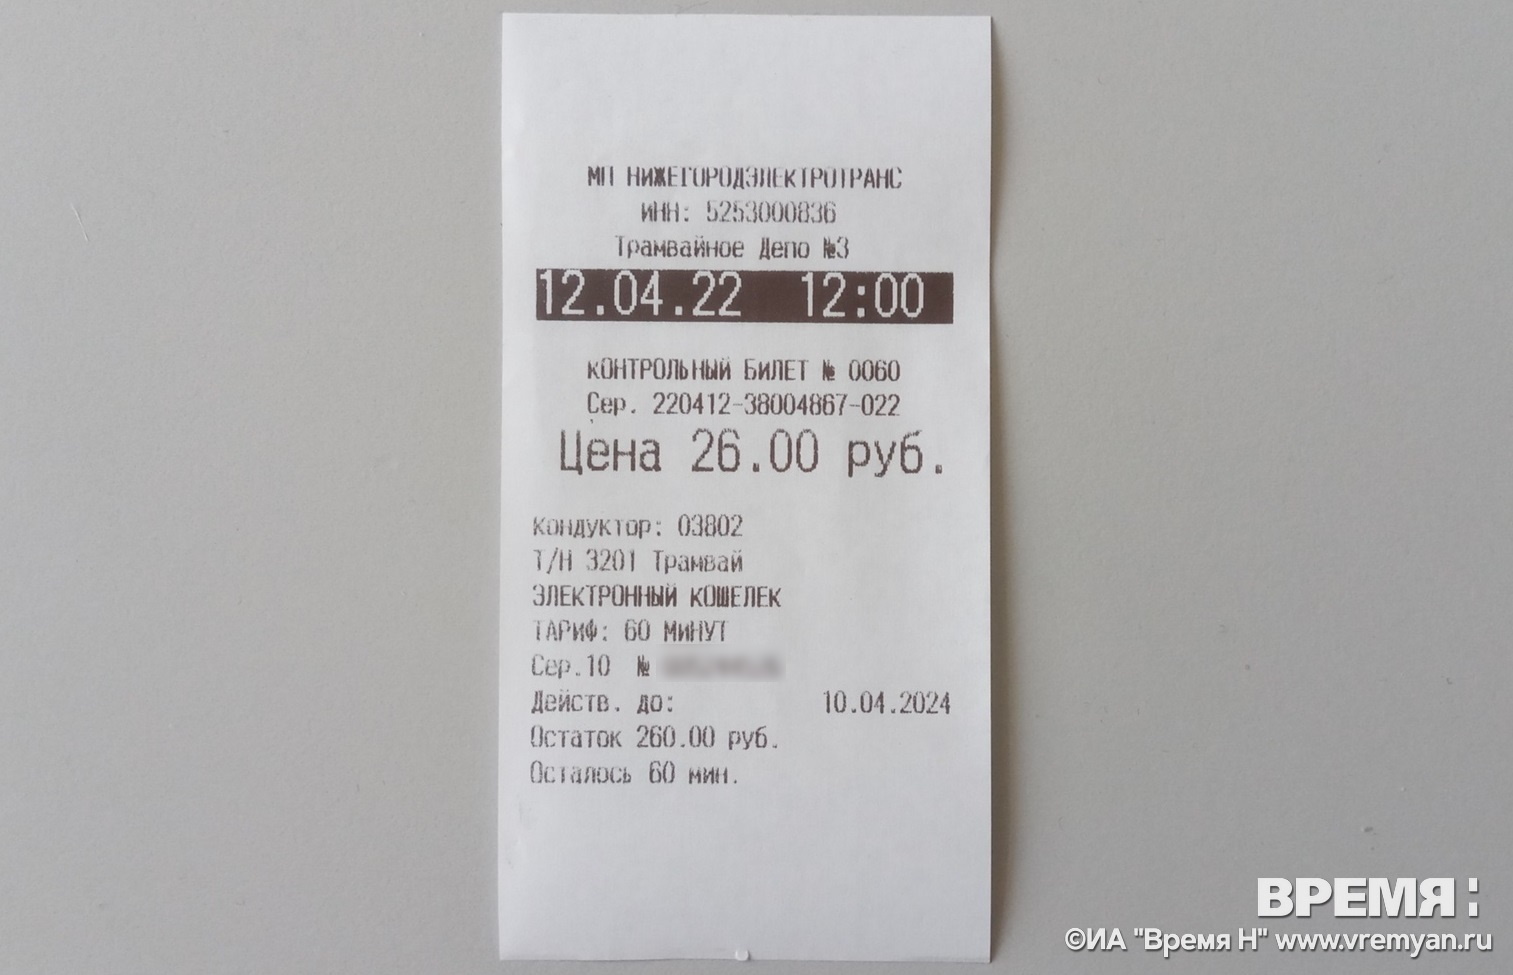 МП НИЖЕГОРОДЭЛЕКТРОТРАНС
ИНН: 5253000836
Трамвайное Депо №3
12.04.22 12:00
КОНТРОЛЬНЫЙ БИЛЕТ № 0060
Сер. 220412-38004867-022
Цена 26.00 руб.
Кондуктор: 03802
Т/Н 3201 Трамвай
ЭЛЕКТРОННЫЙ КОШЕЛЕК
ТАРИФ: 60 МИНУТ
Сер.10 №
Действ. до: 10.04.2024
Остаток 260.00 руб.
Осталось 60 мин.
ВРЕМЯ:
©ИА "Время Н" www.vremyan.ru